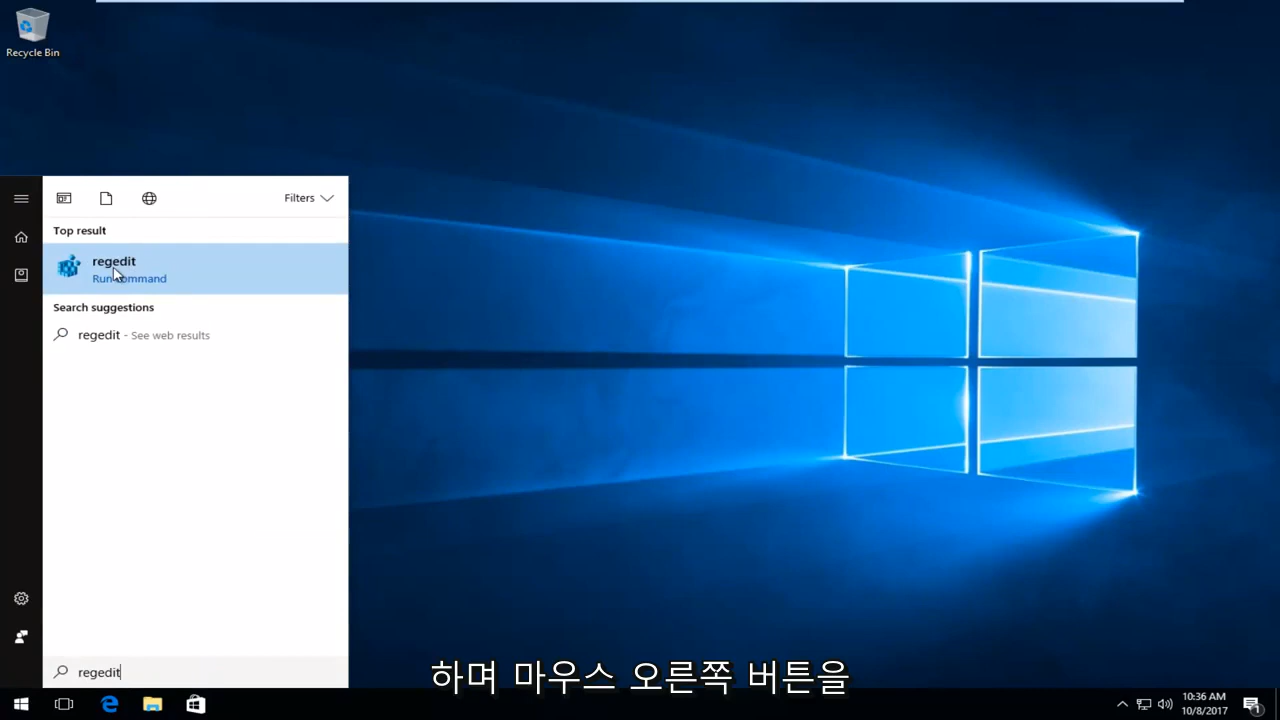 Recycle Bin
Filters
Top result
regedit
Run command
Search suggestions
regedit - See web results
regedit
하며 마우스 오른쪽 버튼을
10:36 AM
10/8/2017
1